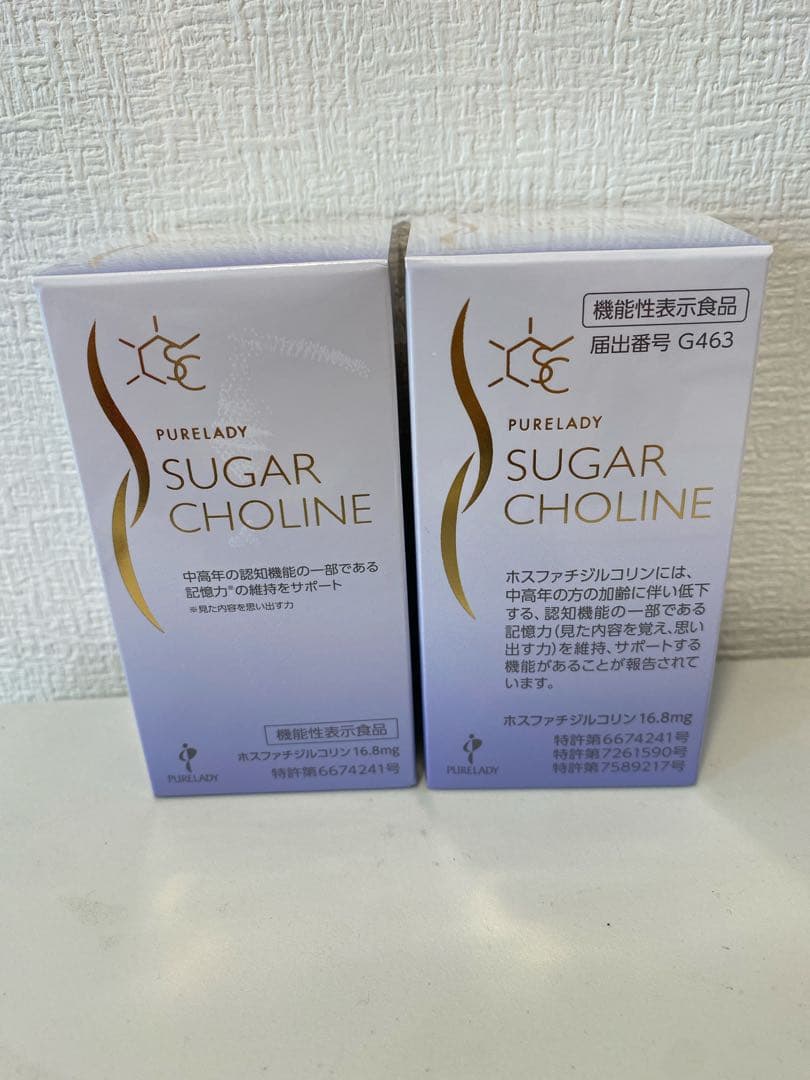 SC
PURELADY
SUGAR
CHOLINE
中高年の認知機能の一部である
記憶力※の維持をサポート
※見た内容を思い出す力
機能性表示食品
ホスファチジルコリン16.8mg
特許第6674241号
PURELADY
機能性表示食品
届出番号 G463
SC
PURELADY
SUGAR
CHOLINE
ホスファチジルコリンには、
中高年の方の加齢に伴い低下
する、認知機能の一部である
記憶力(見た内容を覚え、思い
出す力)を維持、サポートする
機能があることが報告されて
います。
ホスファチジルコリン16.8mg
特許第6674241号
特許第7261590号
特許第7589217号
PURELADY